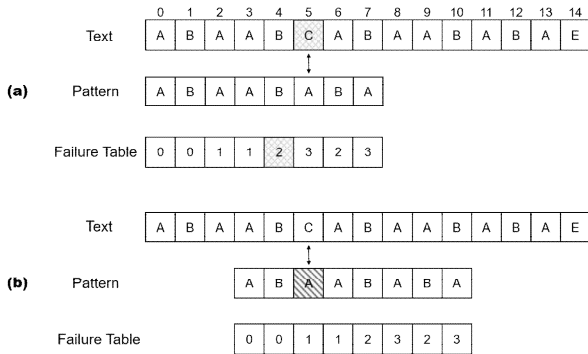 0 1 2 3 4 5 6 7 8 9 10 11 12 13 14
Text A B A A B C A B A A B A B A E
(a) Pattern A B A A B A B A
Failure Table 0 0 1 1 2 3 2 3
Text A B A A B C A B A A B A B A E
(b) Pattern A B A A B A B A
Failure Table 0 0 1 1 2 3 2 3